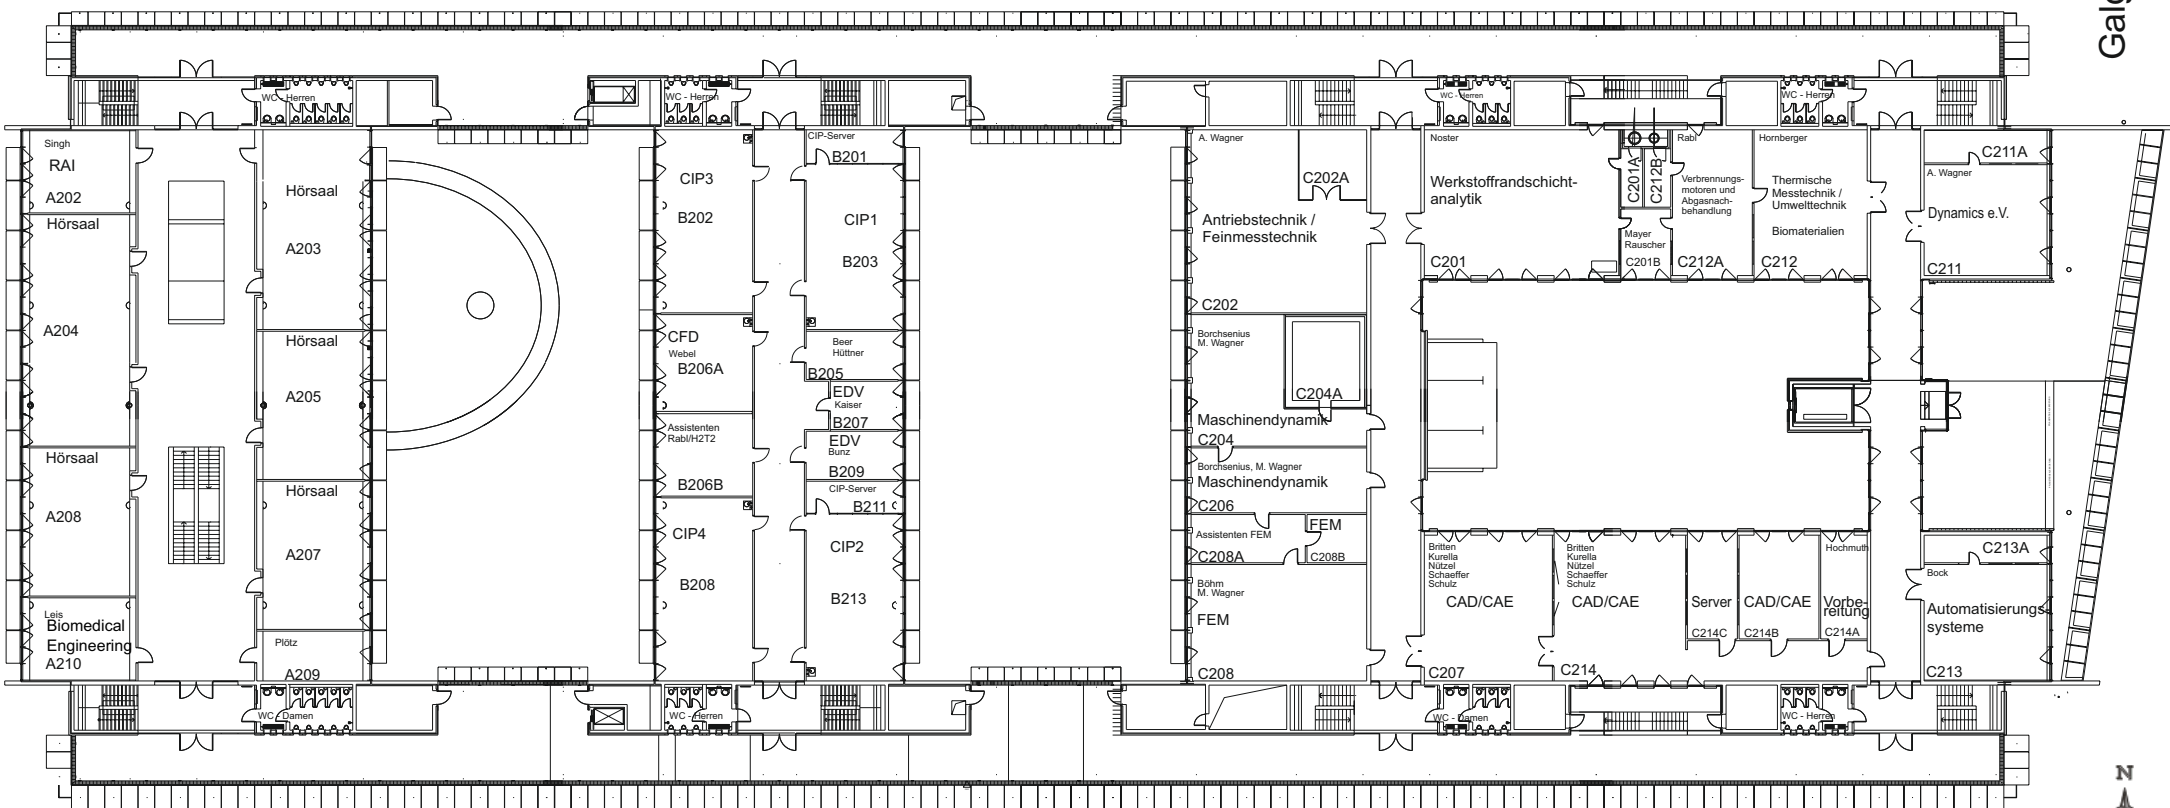 Galg
WC - Herren
WC - Herren
WC - Herren
WC - Herren
Singh
RAI
A202
Hörsaal
A204
Hörsaal
A208
Leis
Biomedical
Engineering
A210
Hörsaal
A203
Hörsaal
A205
Hörsaal
A207
Plötz
A209
CIP3
B202
CFD
Webel
B206A
Assistenten
Rabl/H2T2
B206B
CIP4
B208
CIP-Server
B201
CIP1
B203
Beer
Hüttner
B205
EDV
Kaiser
B207
EDV
Bunz
B209
CIP-Server
B211
CIP2
B213
A. Wagner
C202A
Antriebstechnik /
Feinmesstechnik
C202
Borchsenius
M. Wagner
C204A
Maschinendynamik
C204
Borchsenius, M. Wagner
Maschinendynamik
C206
Assistenten FEM
C208A
FEM
C208B
Böhm
M. Wagner
FEM
C208
Noster
Werkstoffrandschicht-
analytik
C201
C201A
C212B
Mayer
Rauscher
C201B
Rabl
Verbrennungs-
motoren und
Abgasnach-
behandlung
C212A
Hornberger
Thermische
Messtechnik /
Umwelttechnik
Biomaterialien
C212
C211A
A. Wagner
Dynamics e.V.
C211
Britten
Kurella
Nützel
Schaeffer
Schulz
CAD/CAE
C207
Britten
Kurella
Nützel
Schaeffer
Schulz
CAD/CAE
C214
Server
C214C
CAD/CAE
C214B
Hochmuth
Vorbe-
reitung
C214A
C213A
Bock
Automatisierungs-
systeme
C213
WC - Damen
WC - Herren
WC - Damen
WC - Herren
N